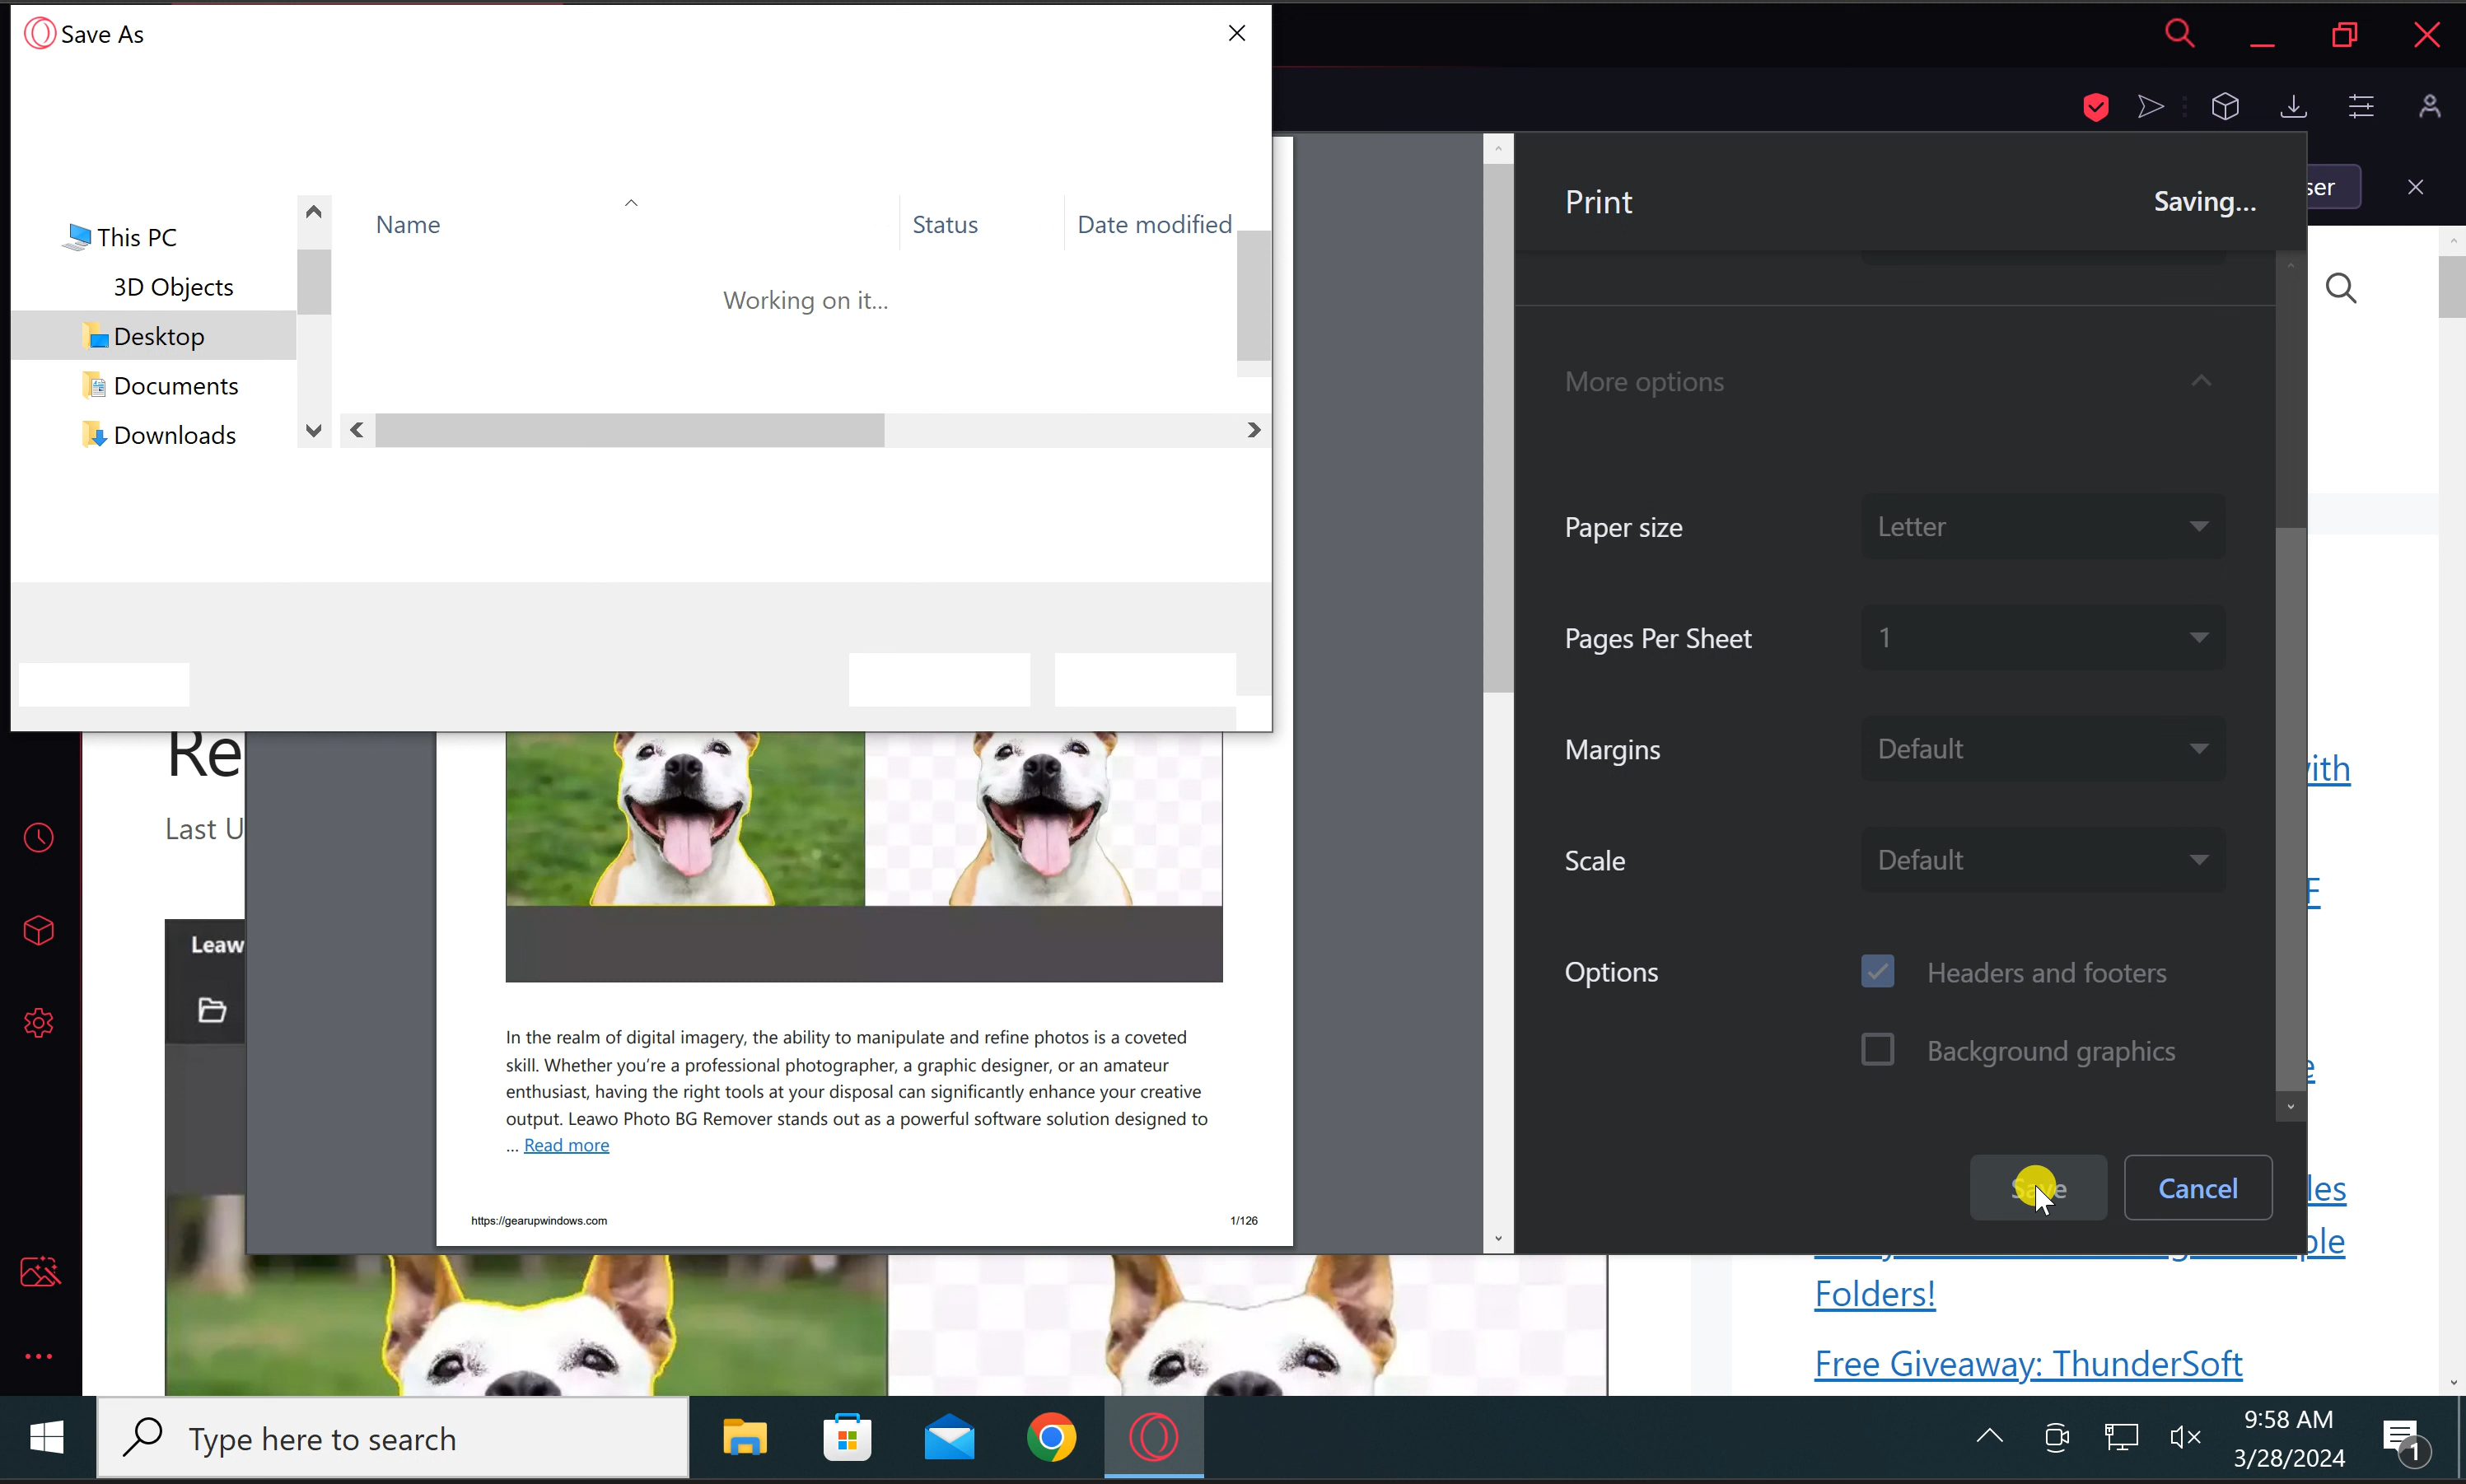 Save As
This PC
3D Objects
Desktop
Documents
Downloads
Name
Status
Date modified
Working on it...
Print
Saving...
ser
More options
Paper size
Letter
Pages Per Sheet
1
Margins
Default
Scale
Default
Options
Headers and footers
Background graphics
Cancel
Re
Last U
Leaw
In the realm of digital imagery, the ability to manipulate and refine photos is a coveted
skill. Whether you're a professional photographer, a graphic designer, or an amateur
enthusiast, having the right tools at your disposal can significantly enhance your creative
output. Leawo Photo BG Remover stands out as a powerful software solution designed to
... Read more
https://gearupwindows.com
1/126
ith
F
e
les
ple
Folders!
Free Giveaway: ThunderSoft
Type here to search
9:58 AM
3/28/2024
1